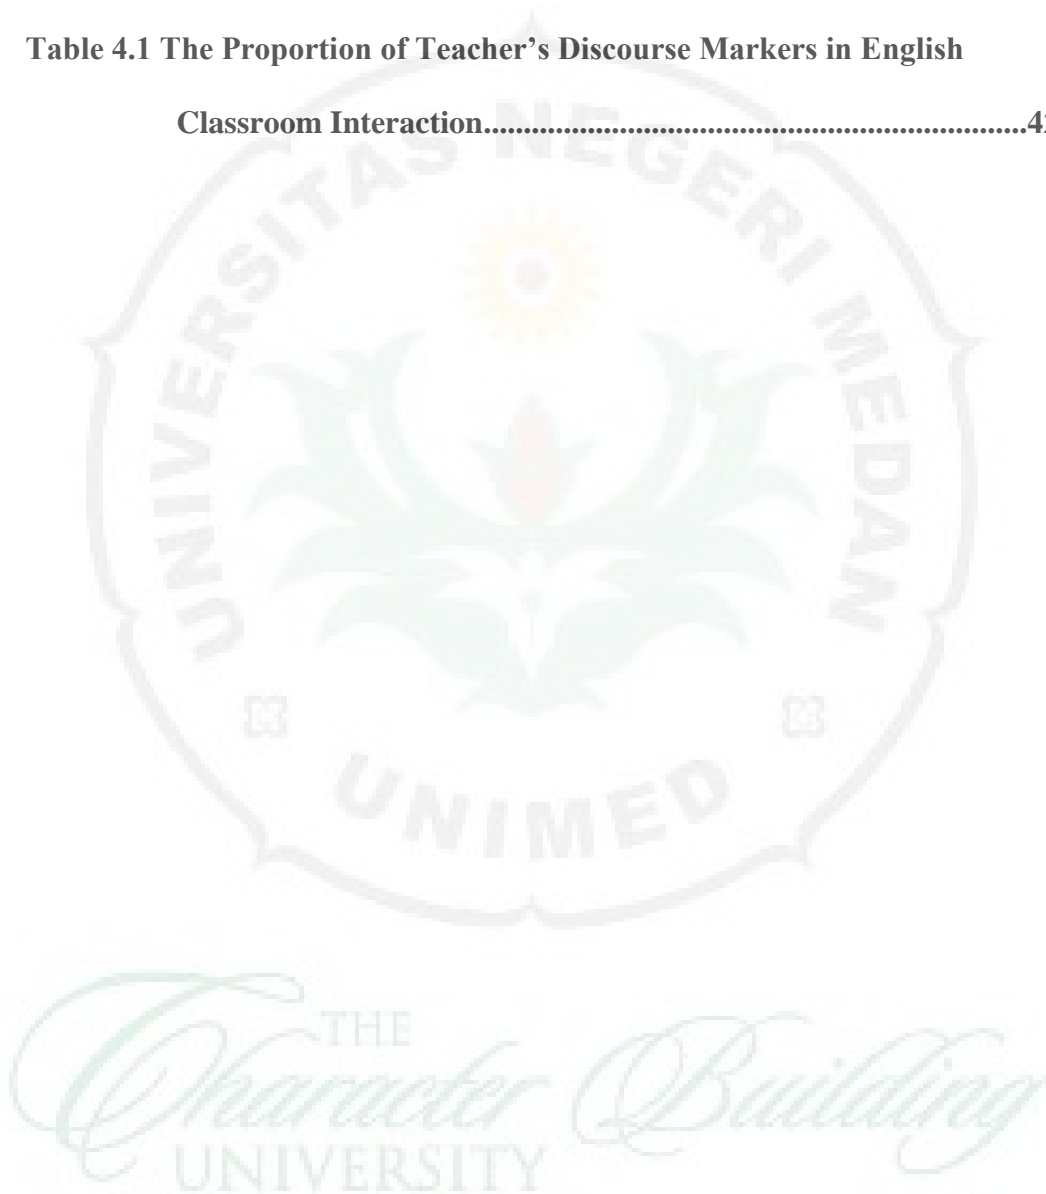 Table 4.1 The Proportion of Teacher’s Discourse Markers in English
Classroom Interaction....................................................................4
UNIVERSITAS NEGERI MEDAN
UNIMED
THE
Character Building
UNIVERSITY